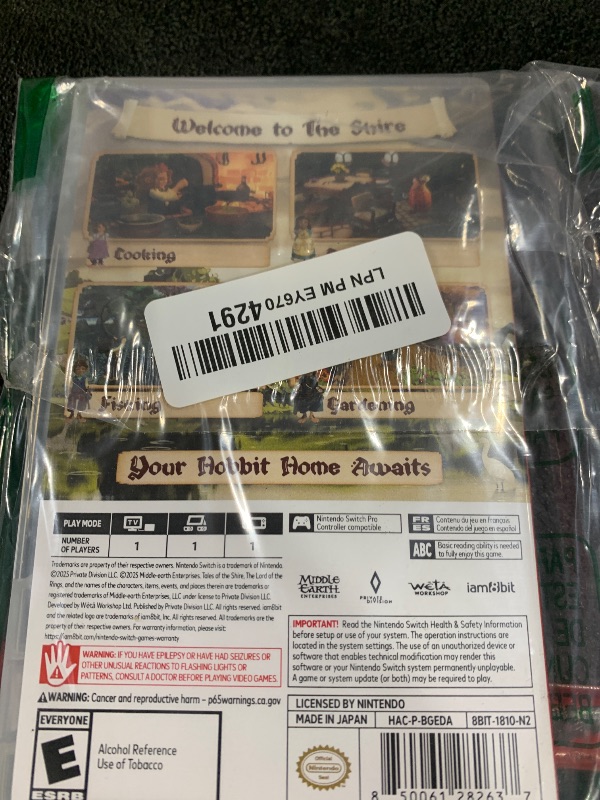 Welcome to The Shire
Cooking
LPN PM EY670 4291
Fishing
Gardening
Your Hobbit Home Awaits
PLAY MODE
TV
NUMBER
OF PLAYERS
1
1
1
Nintendo Switch Pro
Controller compatible
FR
ES
Contenu du jeu en français
Contenido del juego en español
ABC
Basic reading ability is needed
to fully enjoy this game.
Trademarks are property of their respective owners. Nintendo Switch is a trademark of Nintendo.
©2025 Private Division LLC. ©2025 Middle-earth Enterprises. Tales of the Shire, The Lord of the
Rings, and the names of the characters, items, events, and places therein are trademarks or
registered trademarks of Middle-earth Enterprises, LLC under license to Private Division LLC.
Developed by Wētā Workshop Ltd. Published by Private Division LLC. All rights reserved. iam8bit
and the related logo are trademarks of iam8bit, Inc. All rights reserved. All trademarks are the
property of their respective owners. For warranty information, please visit:
https://iam8bit.com/nintendo-switch-games-warranty
MIDDLE
EARTH
ENTERPRISES
PRIVATE
DIVISION
WĒTĀ
WORKSHOP
iam8bit
WARNING: IF YOU HAVE EPILEPSY OR HAVE HAD SEIZURES OR
OTHER UNUSUAL REACTIONS TO FLASHING LIGHTS OR
PATTERNS, CONSULT A DOCTOR BEFORE PLAYING VIDEO GAMES.
IMPORTANT! Read the Nintendo Switch Health & Safety Information
before setup or use of your system. The operation instructions are
located in the system settings. The use of an unauthorized device or
software that enables technical modification may render this
software or your Nintendo Switch system permanently unplayable.
A game or system update (or both) may be required to play.
WARNING: Cancer and reproductive harm – p65warnings.ca.gov
EVERYONE
E
ESRB
Alcohol Reference
Use of Tobacco
LICENSED BY NINTENDO
MADE IN JAPAN
HAC-P-BGEDA
8BIT-1810-N2
Official
Nintendo
Seal
8 50061 28263 7